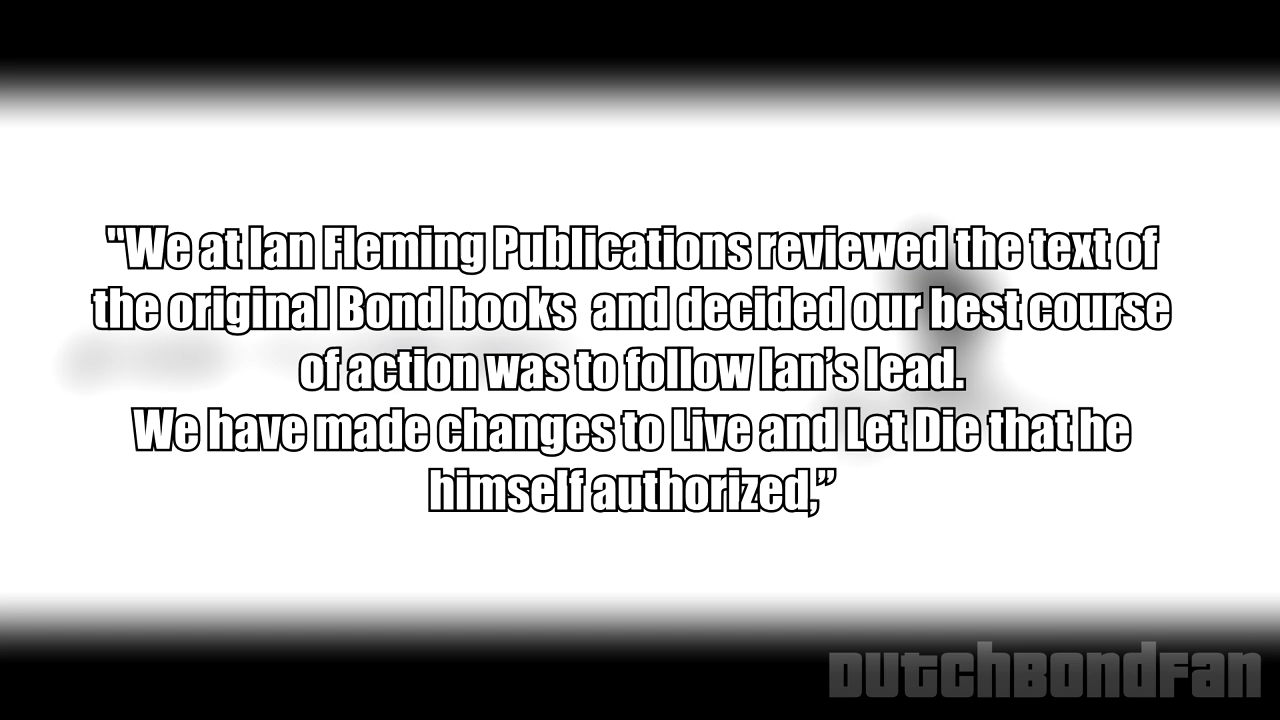 "We at Ian Fleming Publications reviewed the text of
the original Bond books  and decided our best course
of action was to follow Ian’s lead.
We have made changes to Live and Let Die that he
himself authorized,”
DutchBondFan